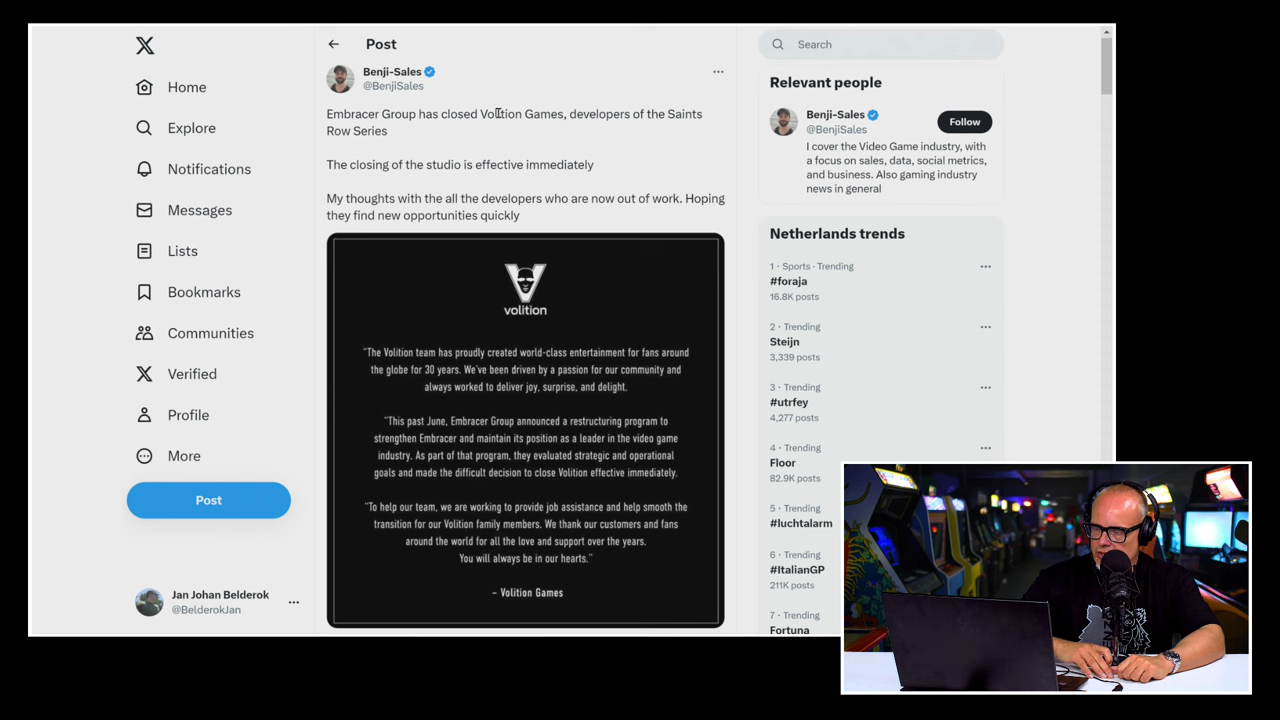 Post
Search
Benji-Sales
@BenjiSales
Embracer Group has closed Volition Games, developers of the Saints
Row Series
The closing of the studio is effective immediately
My thoughts with the all the developers who are now out of work. Hoping
they find new opportunities quickly
volition
"The Volition team has proudly created world-class entertainment for fans around
the globe for 30 years. We've been driven by a passion for our community and
always worked to deliver joy, surprise, and delight.
"This past June, Embracer Group announced a restructuring program to
strengthen Embracer and maintain its position as a leader in the video game
industry. As part of that program, they evaluated strategic and operational
goals and made the difficult decision to close Volition effective immediately.
"To help our team, we are working to provide job assistance and help smooth the
transition for our Volition family members. We thank our customers and fans
around the world for all the love and support over the years.
You will always be in our hearts."
– Volition Games
Home
Explore
Notifications
Messages
Lists
Bookmarks
Communities
Verified
Profile
More
Post
Jan Johan Belderok
@BelderokJan
Relevant people
Benji-Sales
@BenjiSales
Follow
I cover the Video Game industry, with
a focus on sales, data, social metrics,
and business. Also gaming industry
news in general
Netherlands trends
1 · Sports · Trending
#foraja
16.8K posts
2 · Trending
Steijn
3,339 posts
3 · Trending
#utrfey
4,277 posts
4 · Trending
Floor
82.9K posts
5 · Trending
#luchtalarm
6 · Trending
#ItalianGP
211K posts
7 · Trending
Fortuna